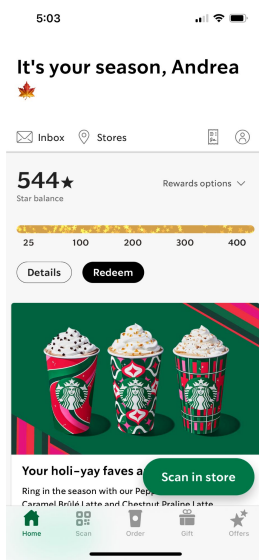 5:03
It's your season, Andrea
Inbox
Stores
544★
Rewards options
Star balance
25 100 200 300 400
Details
Redeem
Your holi-yay faves a
Scan in store
Ring in the season with our Pepp
Caramel Brûlé Latte and Chestnut Praline Latte
Home
Scan
Order
Gift
Offers